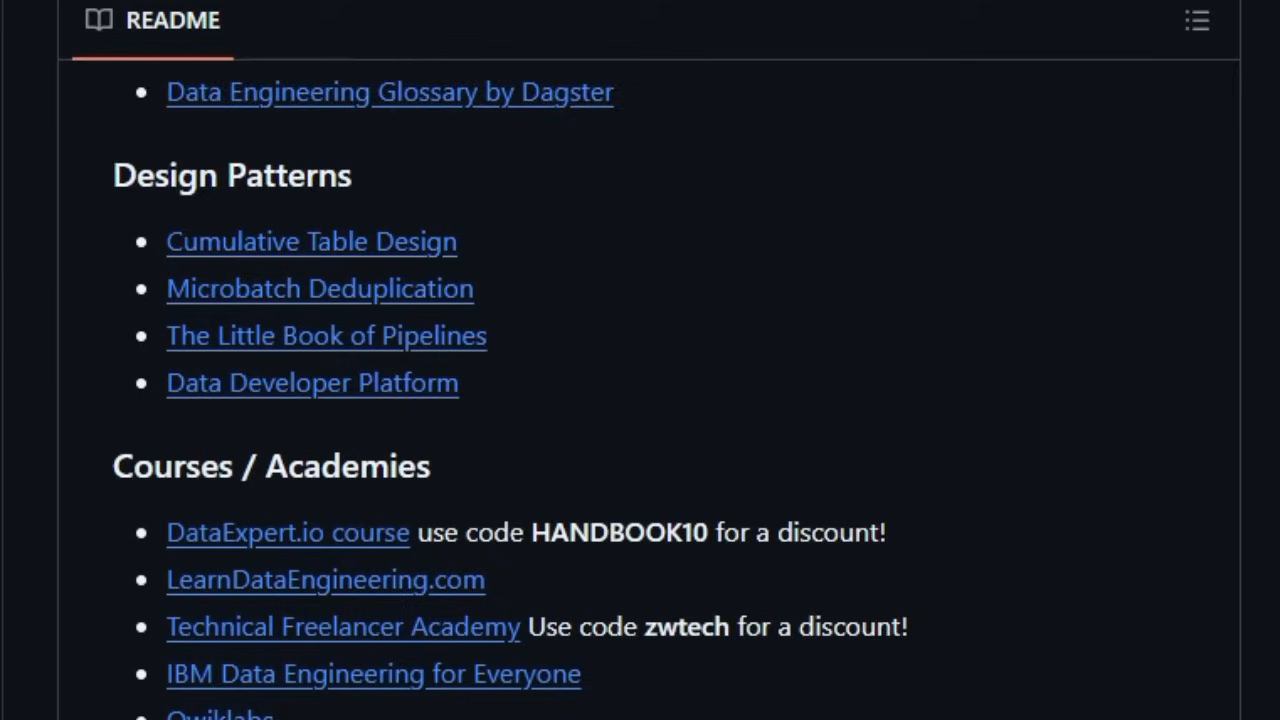 README
Data Engineering Glossary by Dagster
Design Patterns
Cumulative Table Design
Microbatch Deduplication
The Little Book of Pipelines
Data Developer Platform
Courses / Academies
DataExpert.io course use code HANDBOOK10 for a discount!
LearnDataEngineering.com
Technical Freelancer Academy Use code zwtech for a discount!
IBM Data Engineering for Everyone
Qwiklabs